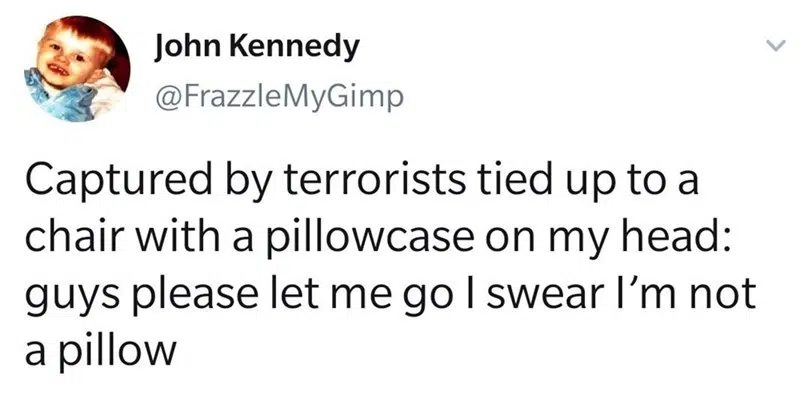 John Kennedy
@FrazzleMyGimp
Captured by terrorists tied up to a
chair with a pillowcase on my head:
guys please let me go I swear I’m not
a pillow